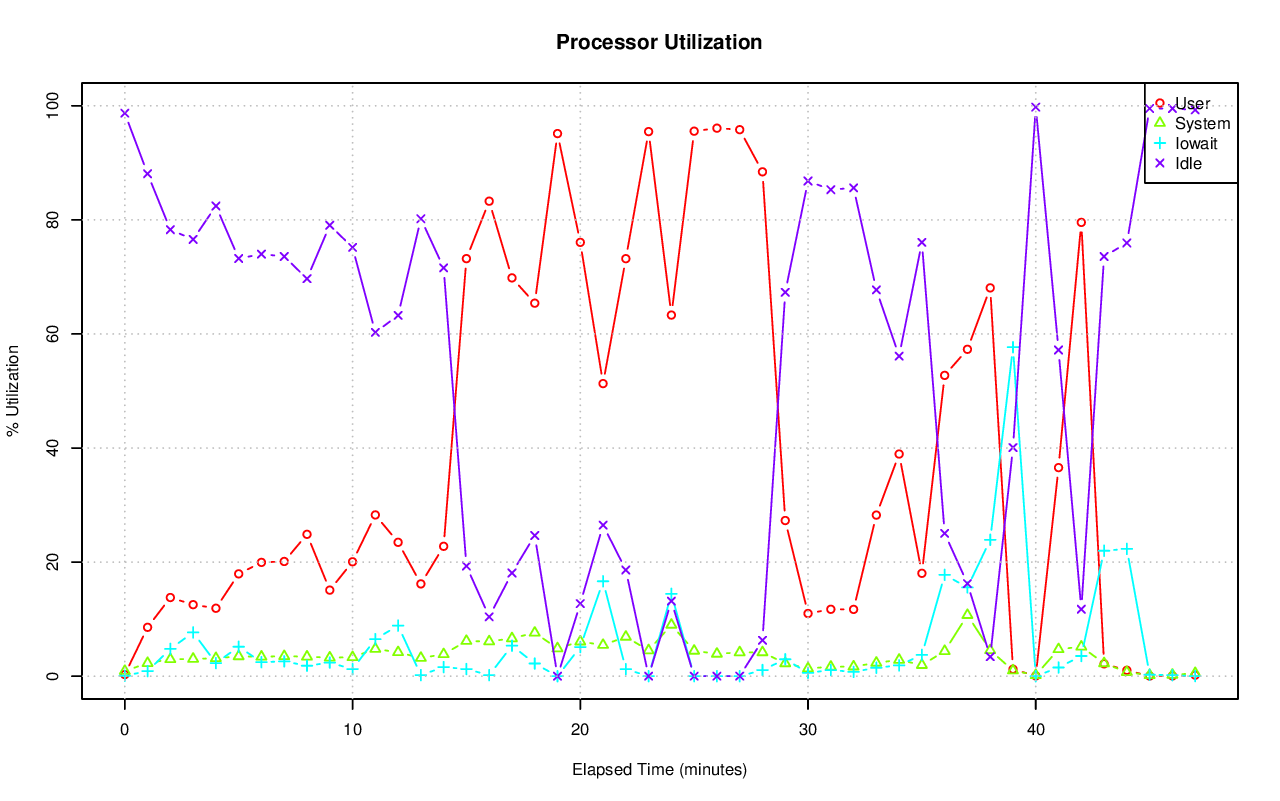 Processor Utilization
% Utilization
100
80
60
40
20
0
User
System
Iowait
Idle
0 10 20 30 40
Elapsed Time (minutes)